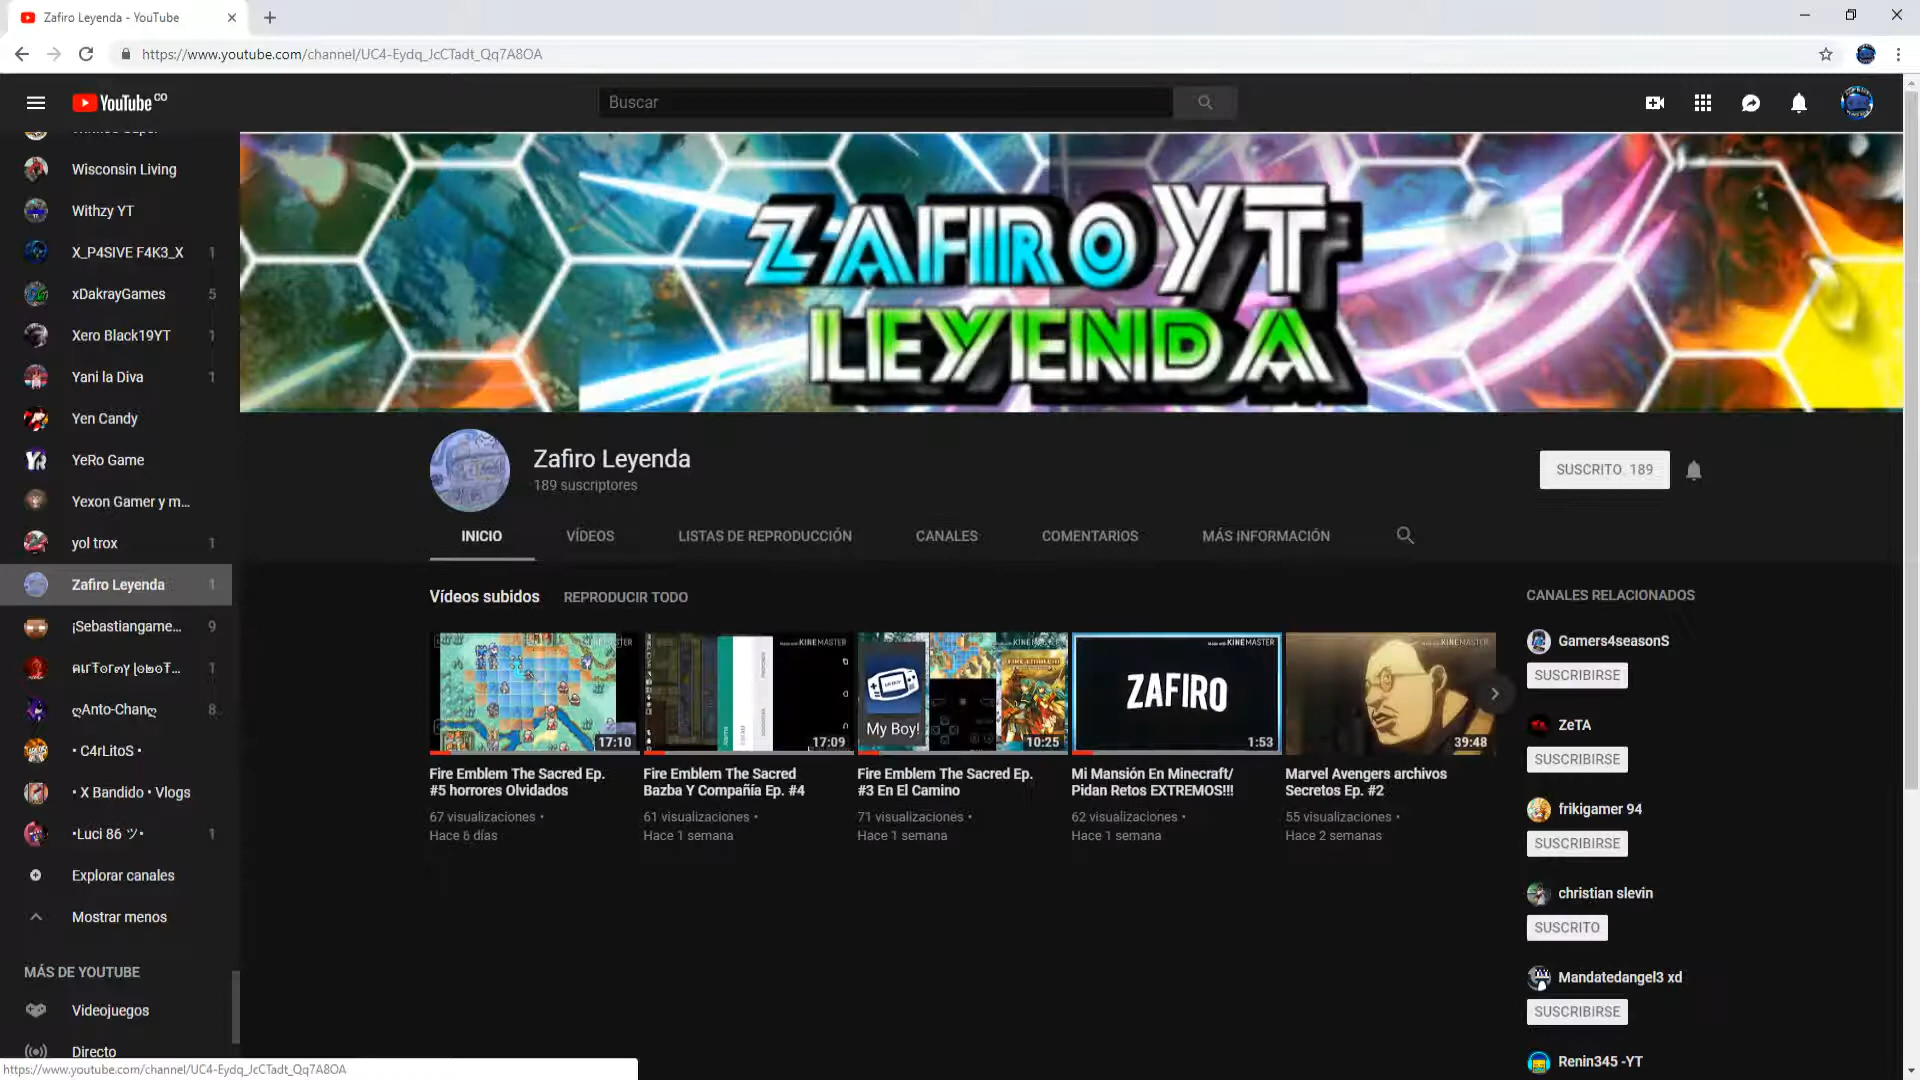 Zafiro Leyenda - YouTube
https://www.youtube.com/channel/UC4-Eydq_JcCTadt_Qq7A8OA
YouTube CO
Buscar
Wisconsin Living
Withzy YT
X_P4SIVE F4K3_X 1
xDakrayGames 5
Xero Black19YT 1
Yani la Diva 1
Yen Candy
YeRo Game
Yexon Gamer y m...
yol trox 1
Zafiro Leyenda 1
¡Sebastiangame... 9
ღAnto-Chanღ 8
• C4rLitoS •
• X Bandido • Vlogs
•Luci 86 ツ• 1
Explorar canales
Mostrar menos
MÁS DE YOUTUBE
Videojuegos
Directo
ZAFIRO YT
LEYENDA
Zafiro Leyenda
189 suscriptores
SUSCRITO 189
INICIO VÍDEOS LISTAS DE REPRODUCCIÓN CANALES COMENTARIOS MÁS INFORMACIÓN
Vídeos subidos REPRODUCIR TODO
17:10
Fire Emblem The Sacred Ep.
#5 horrores Olvidados
67 visualizaciones •
Hace 6 días
KINEMASTER
17:09
Fire Emblem The Sacred
Bazba Y Compañía Ep. #4
61 visualizaciones •
Hace 1 semana
KINEMASTER
My Boy!
10:25
Fire Emblem The Sacred Ep.
#3 En El Camino
71 visualizaciones •
Hace 1 semana
KINEMASTER
ZAFIRO
1:53
Mi Mansión En Minecraft/
Pidan Retos EXTREMOS!!!
62 visualizaciones •
Hace 1 semana
KINEMASTER
39:48
Marvel Avengers archivos
Secretos Ep. #2
55 visualizaciones •
Hace 2 semanas
CANALES RELACIONADOS
Gamers4seasonS
SUSCRIBIRSE
ZeTA
SUSCRIBIRSE
frikigamer 94
SUSCRIBIRSE
christian slevin
SUSCRITO
Mandatedangel3 xd
SUSCRIBIRSE
Renin345 -YT
https://www.youtube.com/channel/UC4-Eydq_JcCTadt_Qq7A8OA